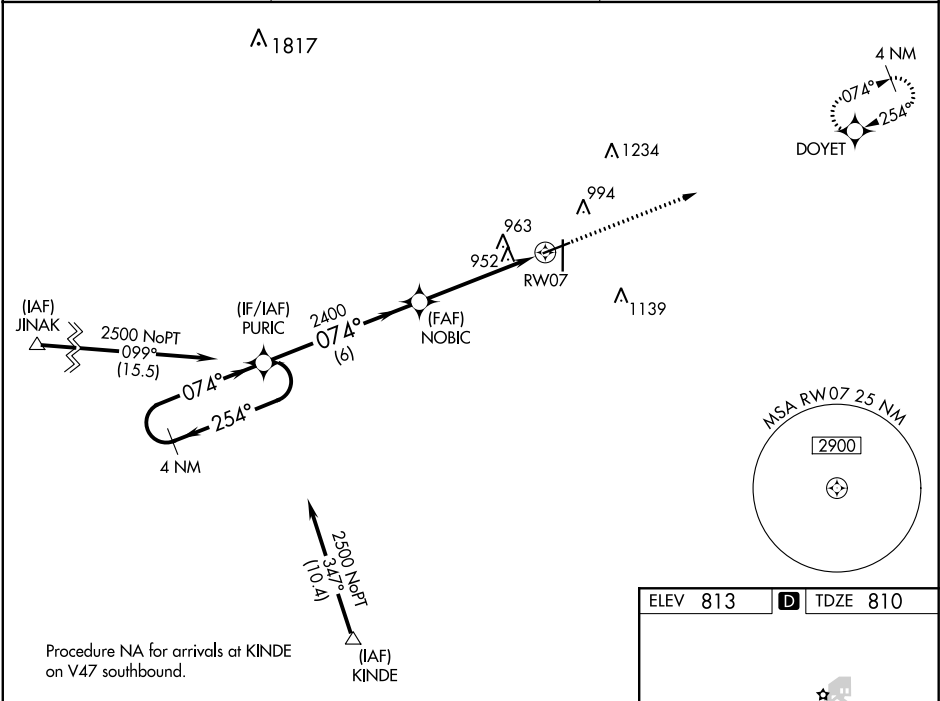 1817
4 NM
074°
254°
DOYET
1234
994
963
952
RW07
1139
(IAF)
JINAK
2500 NoPT
099°
(15.5)
(IF/IAF)
PURIC
2400
074°
(6)
(FAF)
NOBIC
074°
254°
4 NM
MSA RW07 25 NM
2900
2500 NoPT
347°
(10.4)
(IAF)
KINDE
Procedure NA for arrivals at KINDE
on V47 southbound.
ELEV 813 D TDZE 810